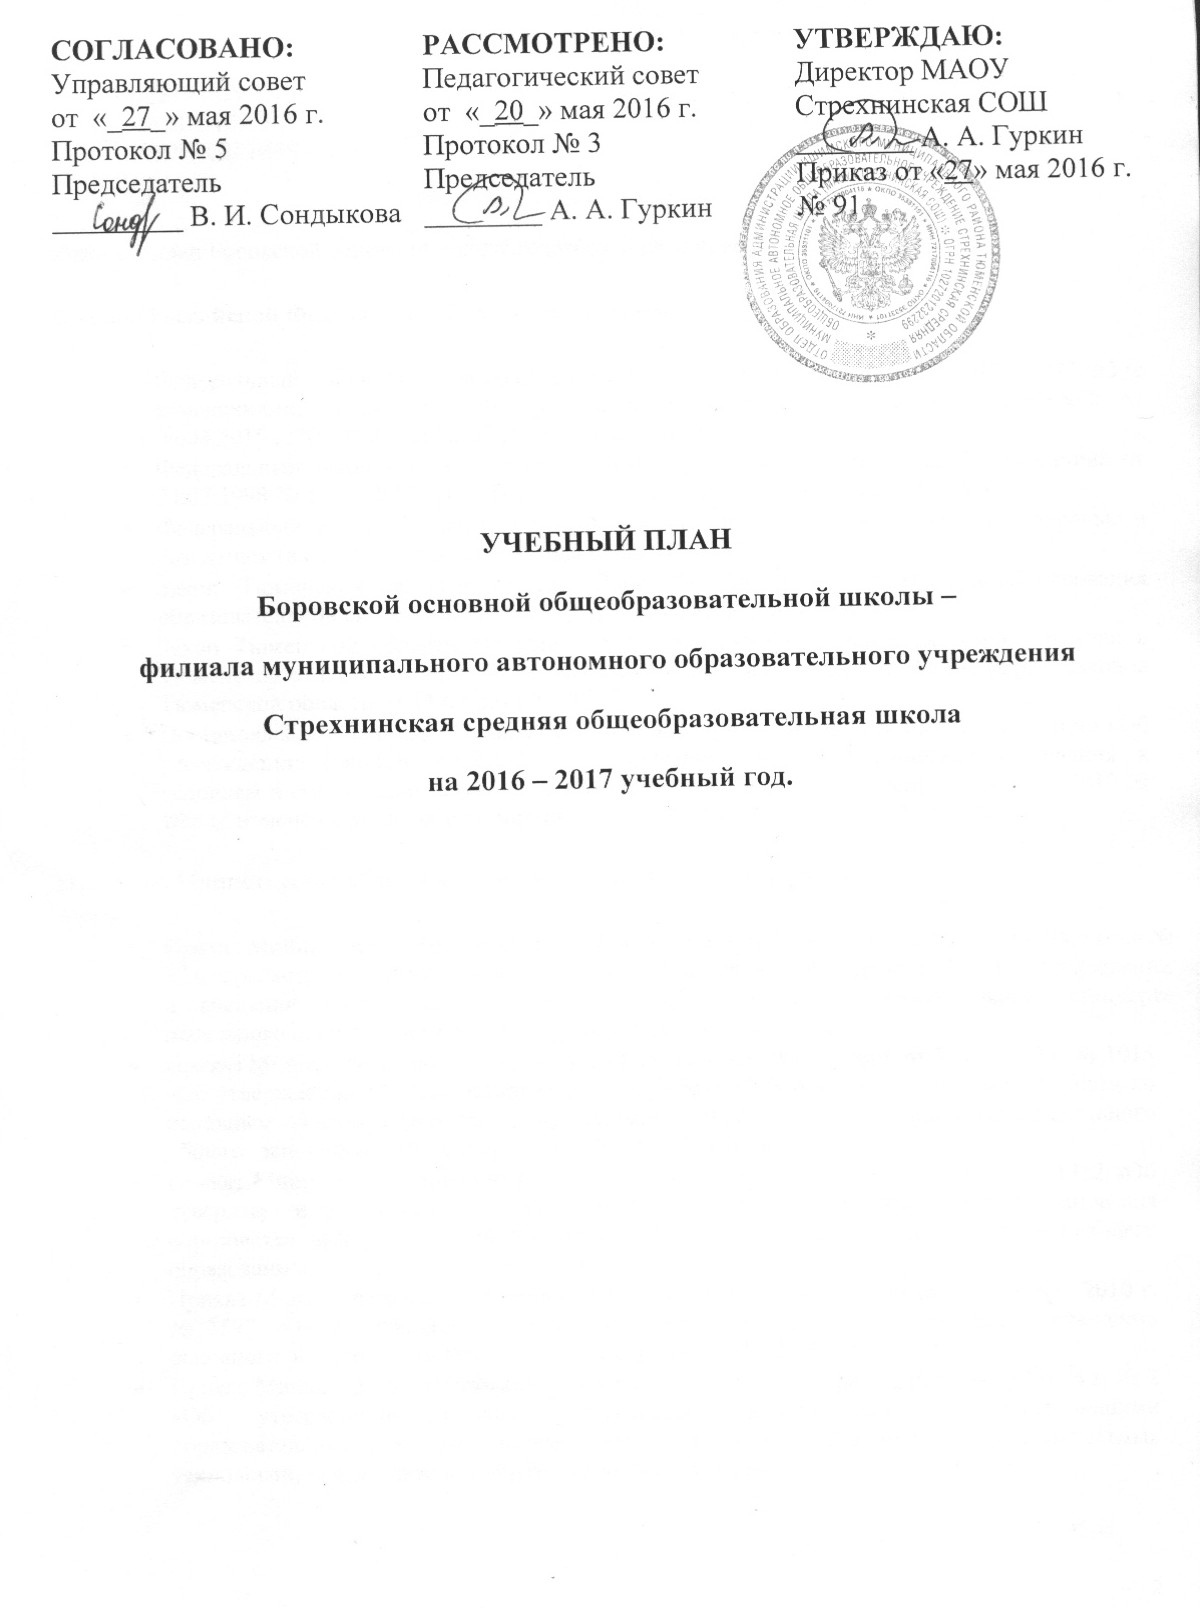 СОГЛАСОВАНО:
Управляющий совет
от «_27_» мая 2016 г.
Протокол № 5
Председатель
_________ В. И. Сондыкова
РАССМОТРЕНО:
Педагогический совет
от «_20_» мая 2016 г.
Протокол № 3
Председатель
________ А. А. Гуркин
УТВЕРЖДАЮ:
Директор МАОУ
Стрехнинская СОШ
________ А. А. Гуркин
Приказ от «27» мая 2016 г.
№ 91
УЧЕБНЫЙ ПЛАН
Боровской основной общеобразовательной школы –
филиала муниципального автономного образовательного учреждения
Стрехнинская средняя общеобразовательная школа
на 2016 – 2017 учебный год.